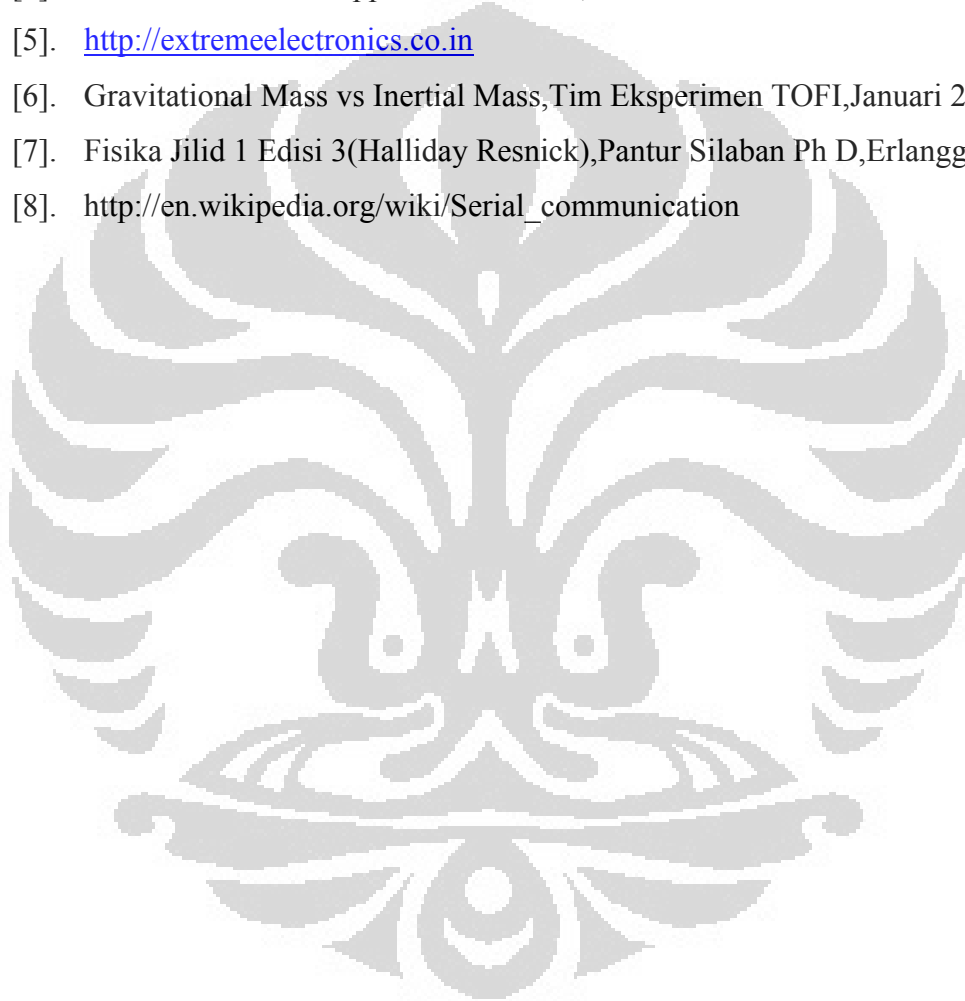 [5]. http://extremeelectronics.co.in
[6]. Gravitational Mass vs Inertial Mass,Tim Eksperimen TOFI,Januari 2
[7]. Fisika Jilid 1 Edisi 3(Halliday Resnick),Pantur Silaban Ph D,Erlangg
[8]. http://en.wikipedia.org/wiki/Serial_communication